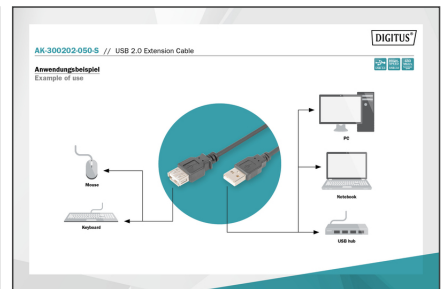 DIGITUS®
AK-300202-050-S // USB 2.0 Extension Cable
Anwendungsbeispiel
Example of use
PC
Mouse
Notebook
Keyboard
USB hub